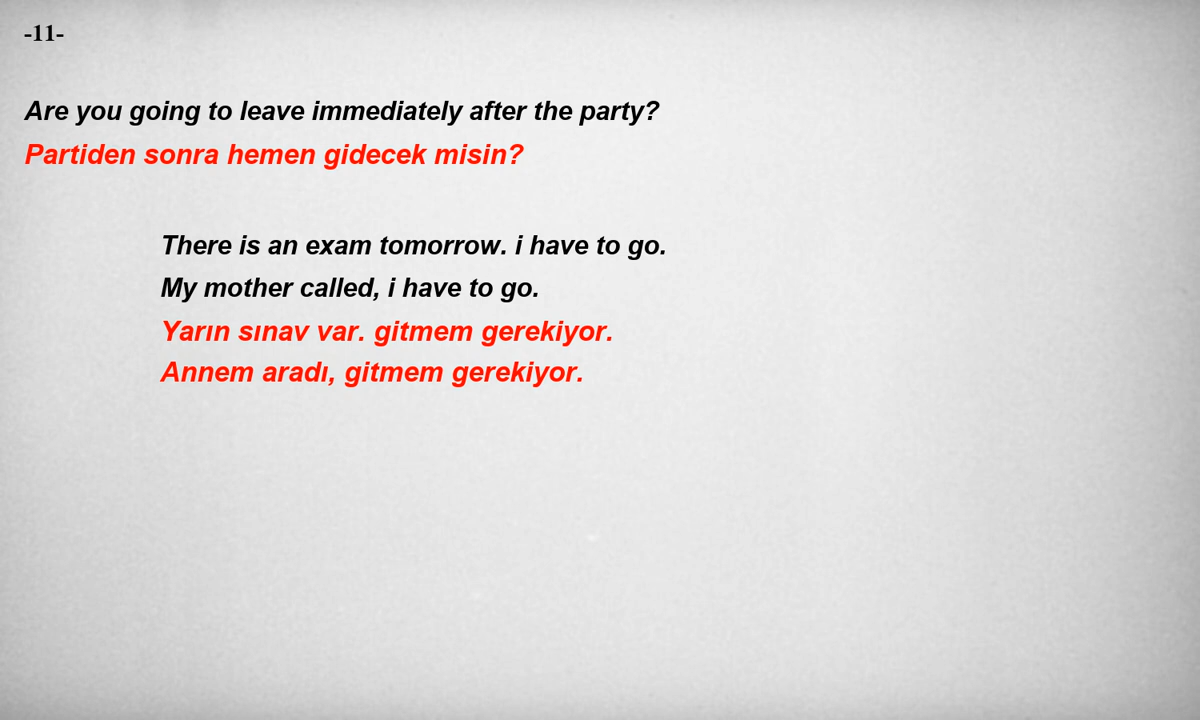 -11-
Are you going to leave immediately after the party?
Partiden sonra hemen gidecek misin?
There is an exam tomorrow. i have to go.
My mother called, i have to go.
Yarın sınav var. gitmem gerekiyor.
Annem aradı, gitmem gerekiyor.